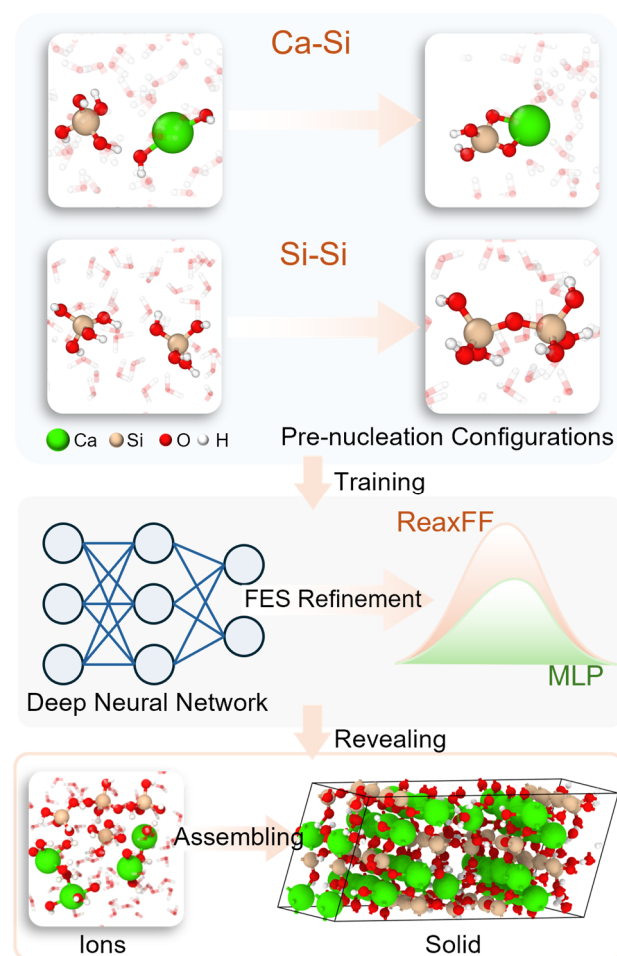 Ca-Si
Si-Si
Ca Si O H
Pre-nucleation Configurations
Training
ReaxFF
FES Refinement
MLP
Deep Neural Network
Revealing
Assembling
Ions
Solid